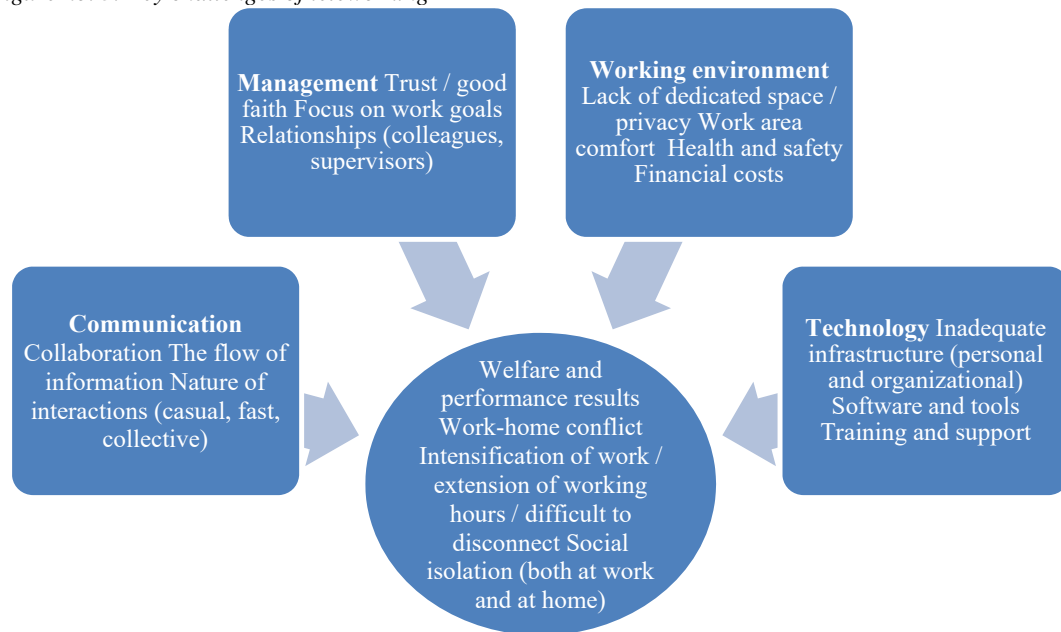 Management Trust / good
faith Focus on work goals
Relationships (colleagues,
supervisors)
Working environment
Lack of dedicated space /
privacy Work area
comfort Health and safety
Financial costs
Communication
Collaboration The flow of
information Nature of
interactions (casual, fast,
collective)
Technology Inadequate
infrastructure (personal
and organizational)
Software and tools
Training and support
Welfare and
performance results
Work-home conflict
Intensification of work /
extension of working
hours / difficult to
disconnect Social
isolation (both at work
and at home)